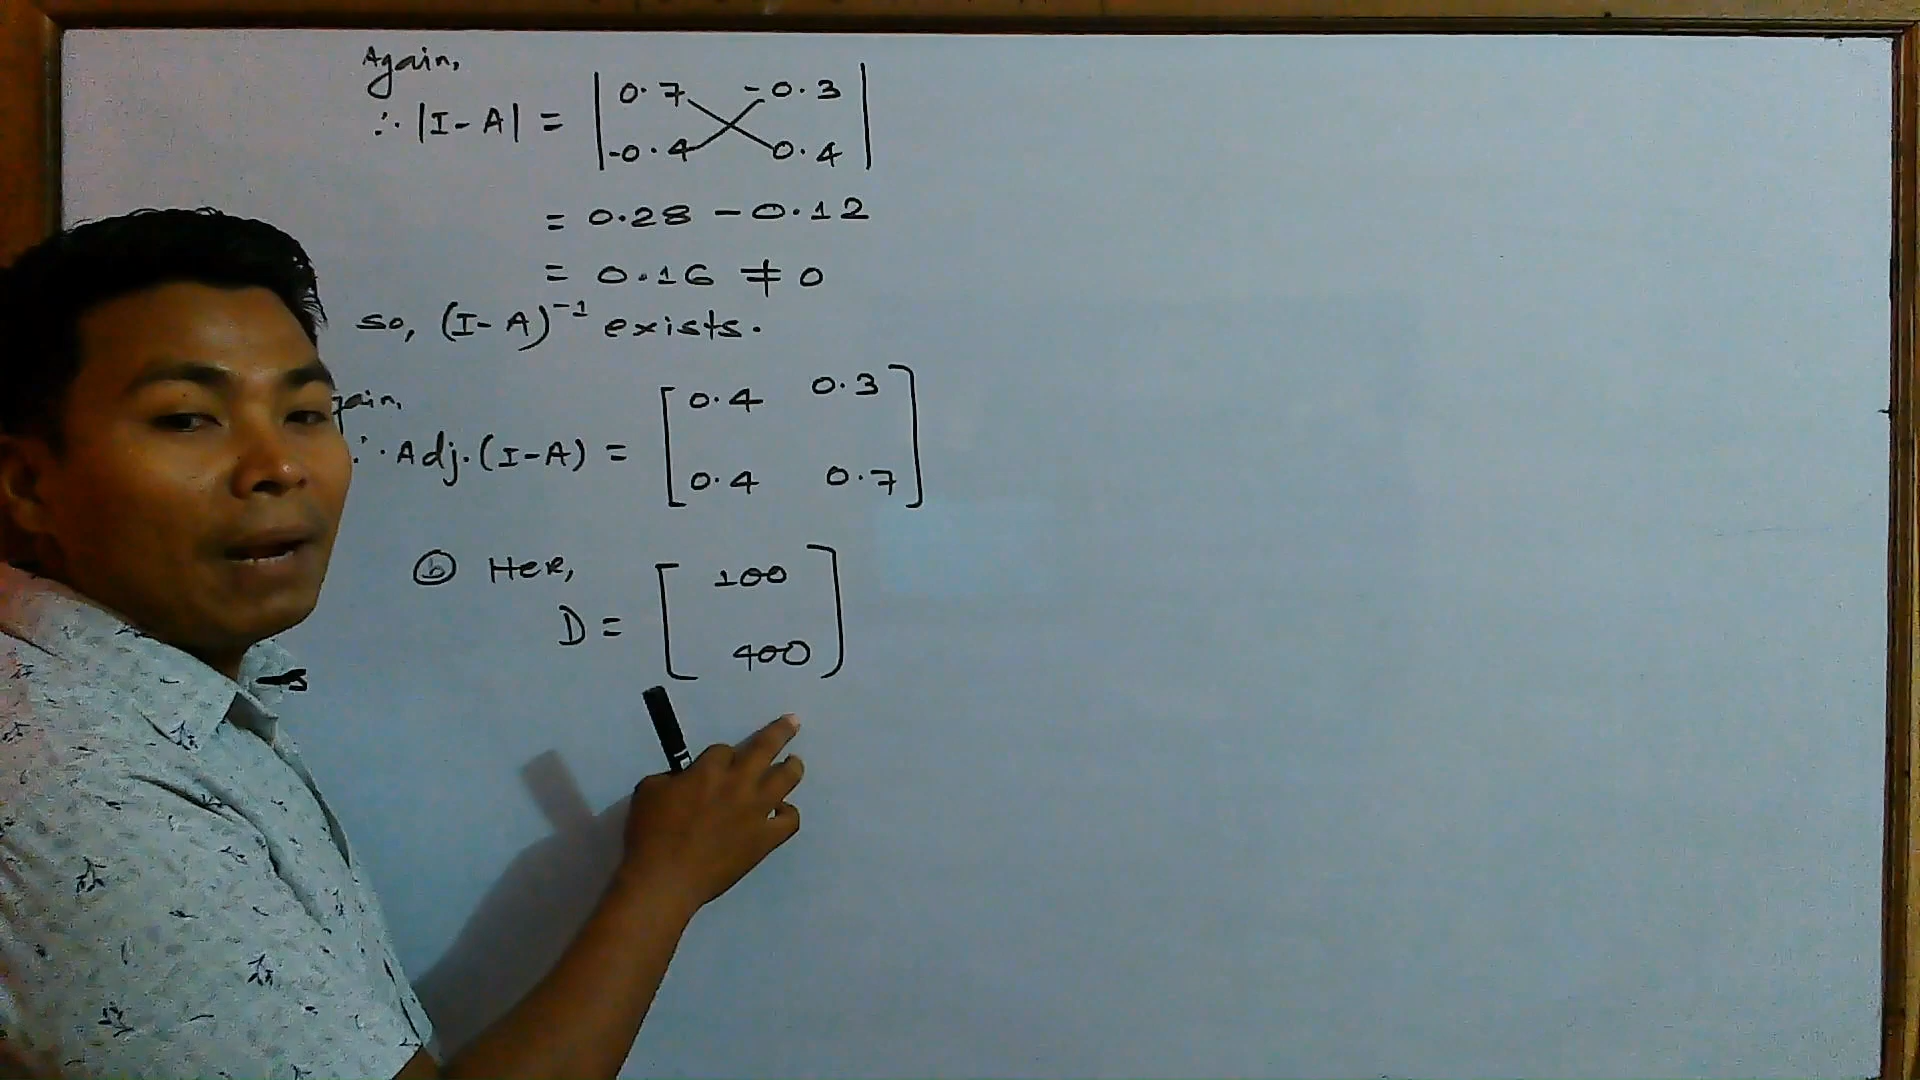 Again,
∴ |I - A| = | 0.7 -0.3 |
| -0.4 0.4 |
= 0.28 - 0.12
= 0.16 ≠ 0
so, (I - A)⁻¹ exists.
gain,
∴ Adj. (I - A) = [ 0.4 0.3 ]
[ 0.4 0.7 ]
ⓑ Here,
D = [ 100 ]
[ 400 ]